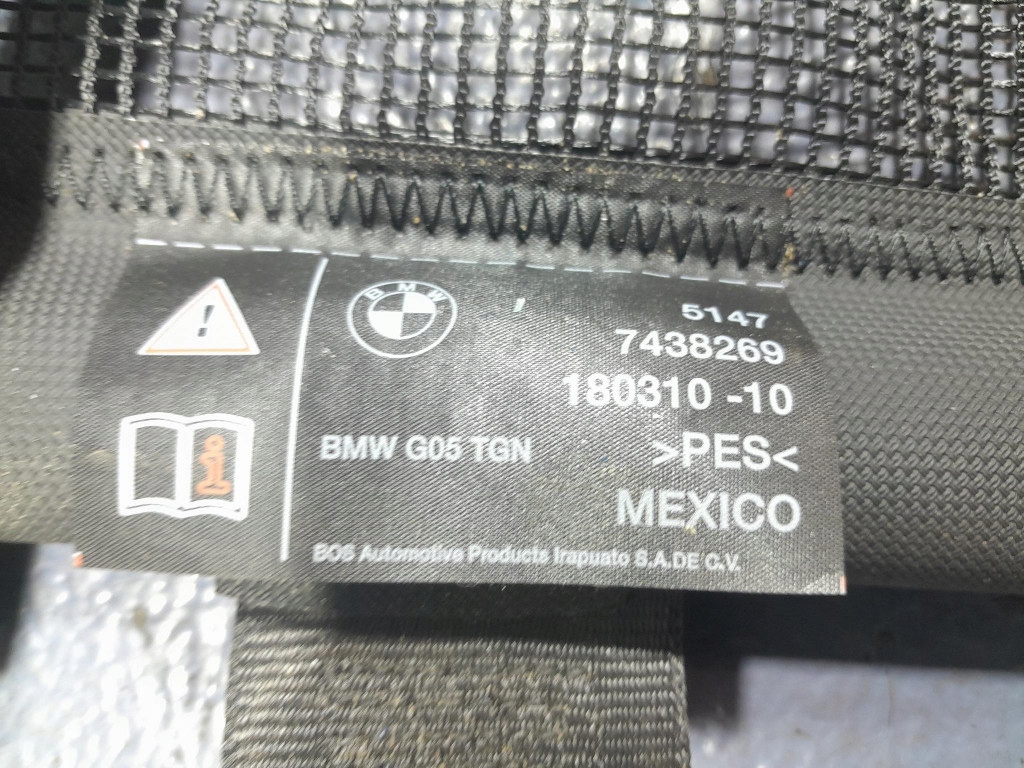 BMW
5147
7438269
180310 -10
BMW G05 TGN
>PES<
MEXICO
BOS Automotive Products Irapuato S.A.DE C.V.